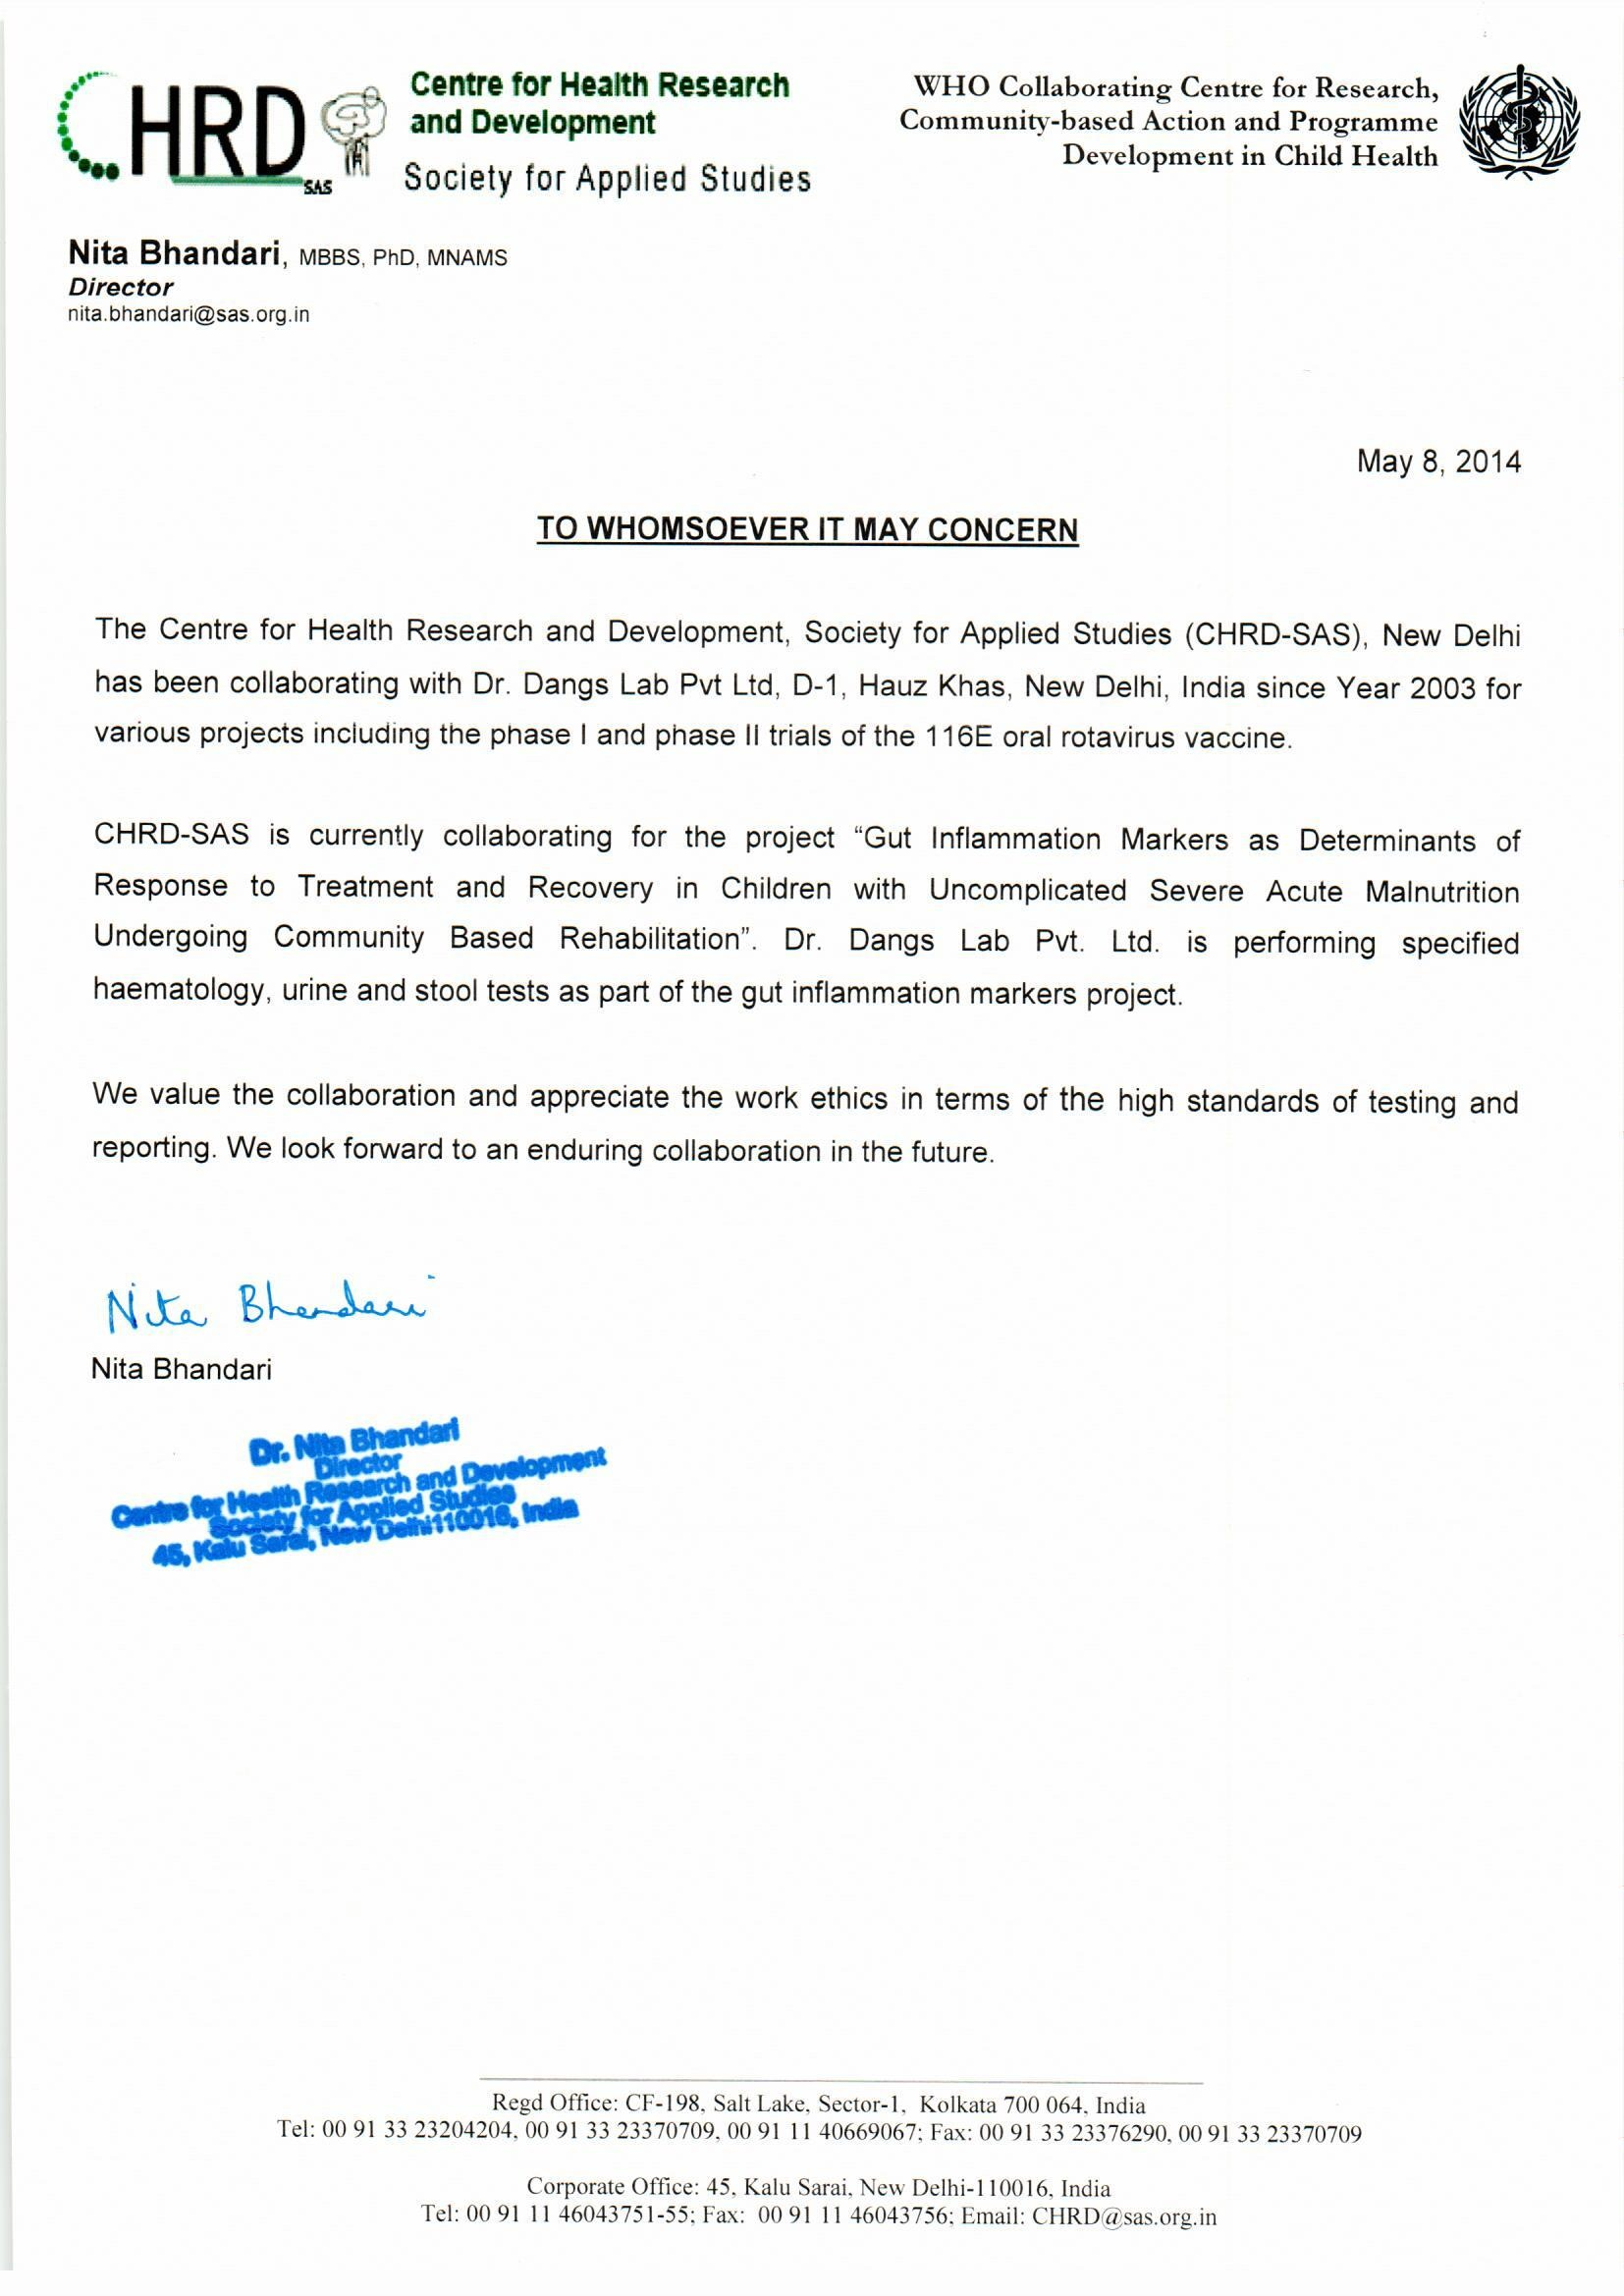 CHRD
SAS
Centre for Health Research
and Development
Society for Applied Studies
WHO Collaborating Centre for Research,
Community-based Action and Programme
Development in Child Health
Nita Bhandari, MBBS, PhD, MNAMS
Director
nita.bhandari@sas.org.in
May 8, 2014
TO WHOMSOEVER IT MAY CONCERN
The Centre for Health Research and Development, Society for Applied Studies (CHRD-SAS), New Delhi
has been collaborating with Dr. Dangs Lab Pvt Ltd, D-1, Hauz Khas, New Delhi, India since Year 2003 for
various projects including the phase I and phase II trials of the 116E oral rotavirus vaccine.
CHRD-SAS is currently collaborating for the project “Gut Inflammation Markers as Determinants of
Response to Treatment and Recovery in Children with Uncomplicated Severe Acute Malnutrition
Undergoing Community Based Rehabilitation”. Dr. Dangs Lab Pvt. Ltd. is performing specified
haematology, urine and stool tests as part of the gut inflammation markers project.
We value the collaboration and appreciate the work ethics in terms of the high standards of testing and
reporting. We look forward to an enduring collaboration in the future.
Nita Bhandari
Nita Bhandari
Dr. Nita Bhandari
Director
Centre for Health Research and Development
Society for Applied Studies
45, Kalu Sarai, New Delhi110016, India
Regd Office: CF-198, Salt Lake, Sector-1, Kolkata 700 064, India
Tel: 00 91 33 23204204, 00 91 33 23370709, 00 91 11 40669067; Fax: 00 91 33 23376290, 00 91 33 23370709
Corporate Office: 45, Kalu Sarai, New Delhi-110016, India
Tel: 00 91 11 46043751-55; Fax: 00 91 11 46043756; Email: CHRD@sas.org.in